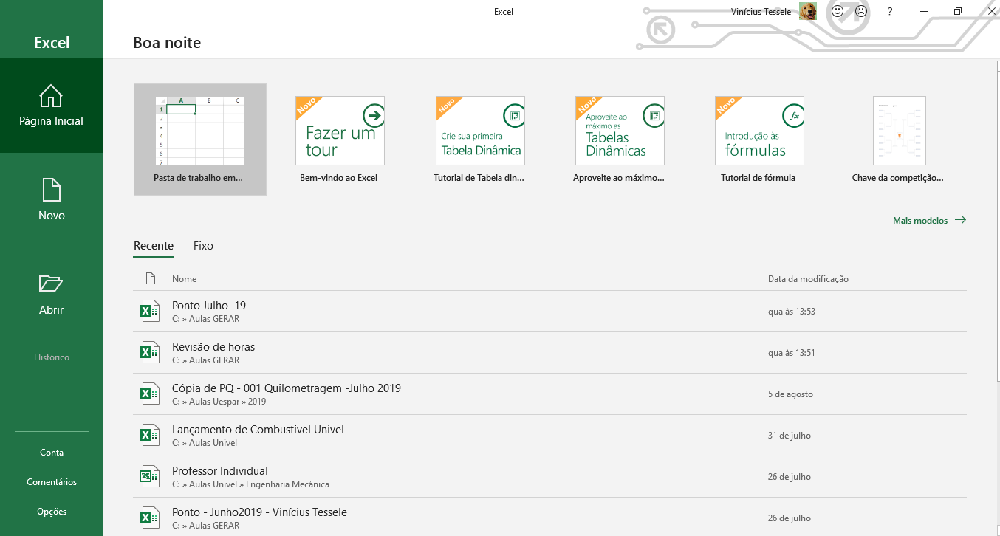 Excel
Vinícius Tessele
?
Excel
Boa noite
Página Inicial
Novo
Abrir
Histórico
Conta
Comentários
Opções
A B C
1
2
3
4
5
6
7
Pasta de trabalho em...
Novo
Fazer um
tour
Bem-vindo ao Excel
Novo
Crie sua primeira
Tabela Dinâmica
Tutorial de Tabela din...
Novo
Aproveite ao
máximo as
Tabelas
Dinâmicas
Aproveite ao máximo...
Novo
fx
Introdução às
fórmulas
Tutorial de fórmula
Chave da competição...
Mais modelos
Recente Fixo
Nome Data da modificação
Ponto Julho  19
C: » Aulas GERAR
qua às 13:53
Revisão de horas
C: » Aulas GERAR
qua às 13:51
Cópia de PQ - 001 Quilometragem -Julho 2019
C: » Aulas Uespar » 2019
5 de agosto
Lançamento de Combustivel Univel
C: » Aulas Univel
31 de julho
Professor Individual
C: » Aulas Univel » Engenharia Mecânica
26 de julho
Ponto - Junho2019 - Vinícius Tessele
C: » Aulas GERAR
26 de julho